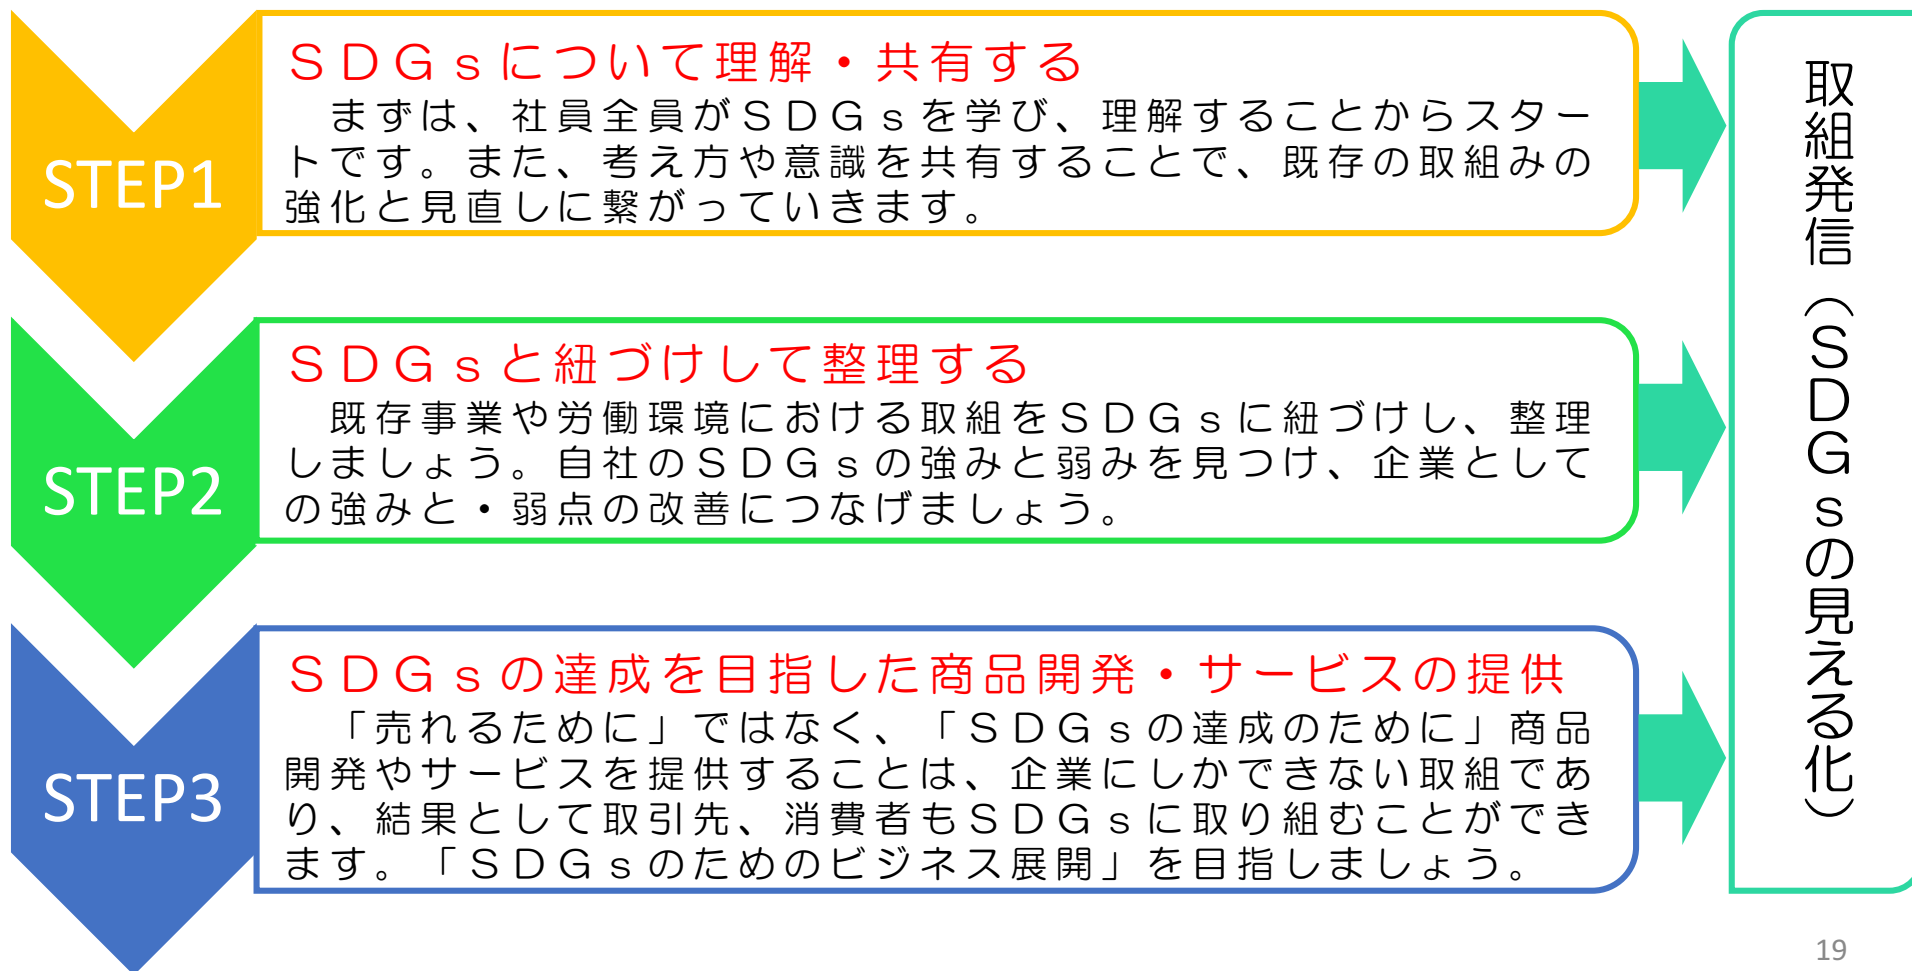 STEP1
ＳＤＧｓについて理解・共有する
　まずは、社員全員がＳＤＧｓを学び、理解することからスター
トです。また、考え方や意識を共有することで、既存の取組みの
強化と見直しに繋がっていきます。
STEP2
ＳＤＧｓと紐づけして整理する
　既存事業や労働環境における取組をＳＤＧｓに紐づけし、整理
しましょう。自社のＳＤＧｓの強みと弱みを見つけ、企業として
の強みと・弱点の改善につなげましょう。
STEP3
ＳＤＧｓの達成を目指した商品開発・サービスの提供
　「売れるために」ではなく、「ＳＤＧｓの達成のために」商品
開発やサービスを提供することは、企業にしかできない取組であ
り、結果として取引先、消費者もＳＤＧｓに取り組むことができ
ます。「ＳＤＧｓのためのビジネス展開」を目指しましょう。
取組発信（ＳＤＧｓの見える化）
19